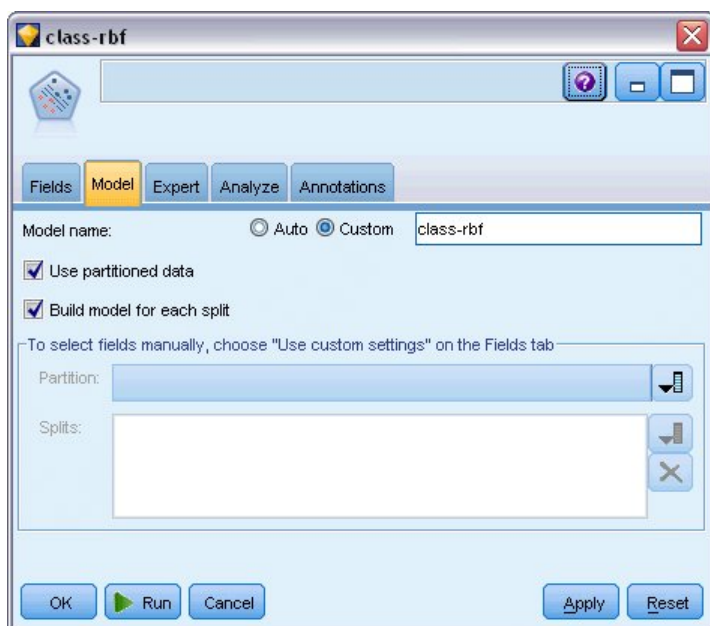 class-rbf
Fields Model Expert Analyze Annotations
Model name: Auto Custom class-rbf
Use partitioned data
Build model for each split
To select fields manually, choose "Use custom settings" on the Fields tab
Partition:
Splits:
OK Run Cancel Apply Reset